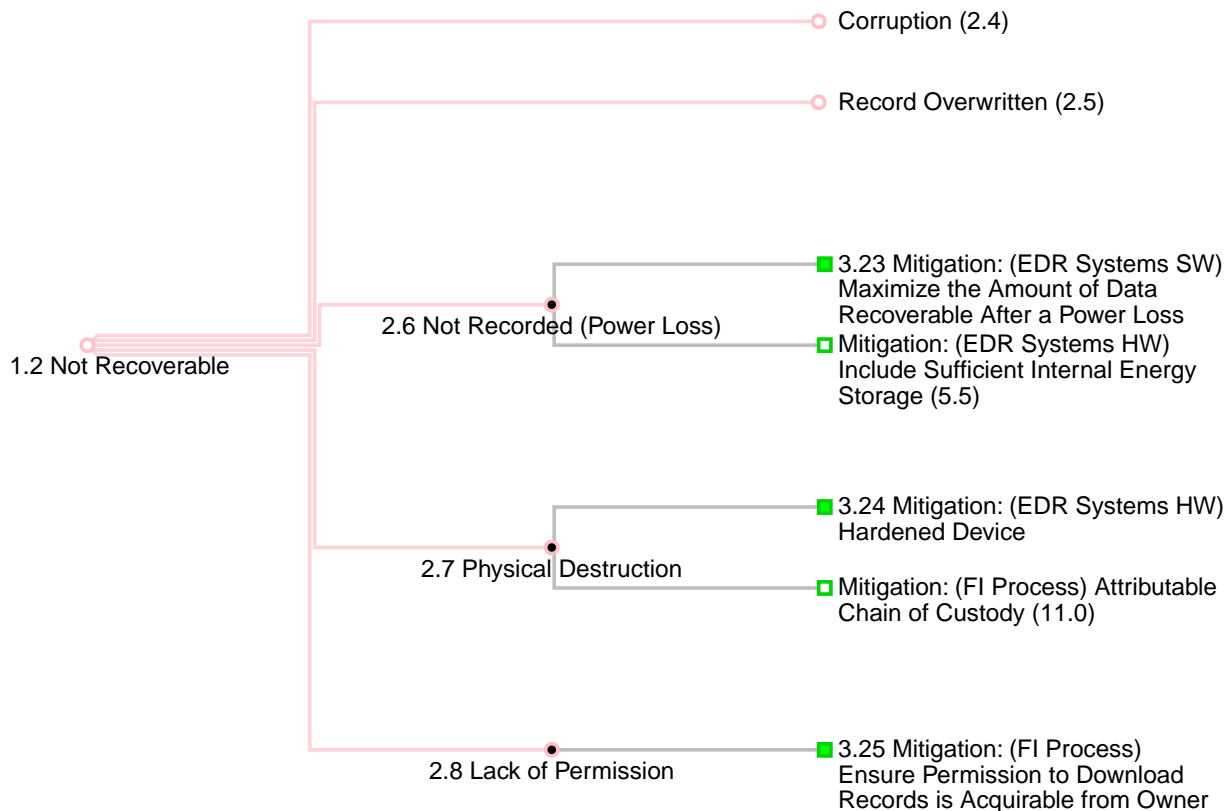 Corruption (2.4)
Record Overwritten (2.5)
3.23 Mitigation: (EDR Systems SW)
Maximize the Amount of Data
Recoverable After a Power Loss
2.6 Not Recorded (Power Loss)
Mitigation: (EDR Systems HW)
Include Sufficient Internal Energy
Storage (5.5)
1.2 Not Recoverable
3.24 Mitigation: (EDR Systems HW)
Hardened Device
2.7 Physical Destruction
Mitigation: (FI Process) Attributable
Chain of Custody (11.0)
2.8 Lack of Permission
3.25 Mitigation: (FI Process)
Ensure Permission to Download
Records is Acquirable from Owner